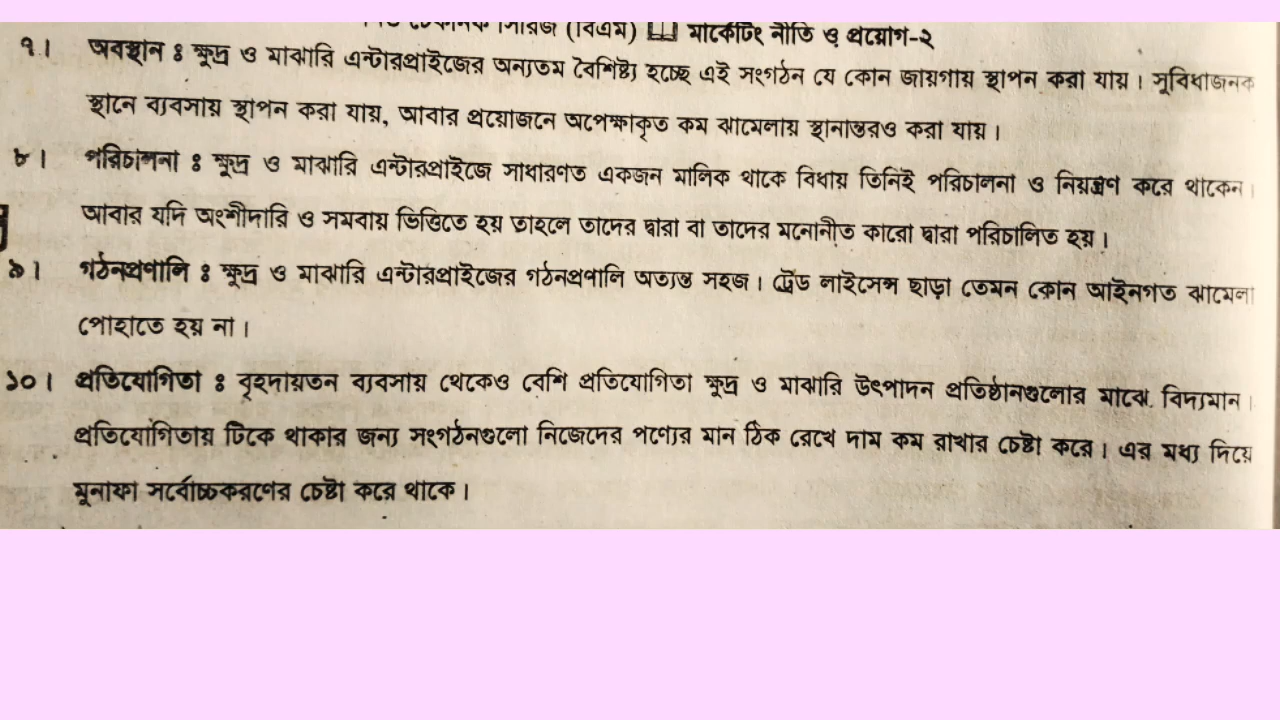 সিরিজ (বিএম) মার্কেটিং নীতি ও প্রয়োগ-২
৭। অবস্থান ঃ ক্ষুদ্র ও মাঝারি এন্টারপ্রাইজের অন্যতম বৈশিষ্ট্য হচ্ছে এই সংগঠন যে কোন জায়গায় স্থাপন করা যায়। সুবিধাজনক
স্থানে ব্যবসায় স্থাপন করা যায়, আবার প্রয়োজনে অপেক্ষাকৃত কম ঝামেলায় স্থানান্তরও করা যায়।
৮। পরিচালনা ঃ ক্ষুদ্র ও মাঝারি এন্টারপ্রাইজে সাধারণত একজন মালিক থাকে বিধায় তিনিই পরিচালনা ও নিয়ন্ত্রণ করে থাকেন।
আবার যদি অংশীদারি ও সমবায় ভিত্তিতে হয় তাহলে তাদের দ্বারা বা তাদের মনোনীত কারো দ্বারা পরিচালিত হয়।
৯। গঠনপ্রণালি ঃ ক্ষুদ্র ও মাঝারি এন্টারপ্রাইজের গঠনপ্রণালি অত্যন্ত সহজ। ট্রেড লাইসেন্স ছাড়া তেমন কোন আইনগত ঝামেলা
পোহাতে হয় না।
১০। প্রতিযোগিতা ঃ বৃহদায়তন ব্যবসায় থেকেও বেশি প্রতিযোগিতা ক্ষুদ্র ও মাঝারি উৎপাদন প্রতিষ্ঠানগুলোর মাঝে বিদ্যমান।
প্রতিযোগিতায় টিকে থাকার জন্য সংগঠনগুলো নিজেদের পণ্যের মান ঠিক রেখে দাম কম রাখার চেষ্টা করে। এর মধ্য দিয়ে
মুনাফা সর্বোচ্চকরণের চেষ্টা করে থাকে।